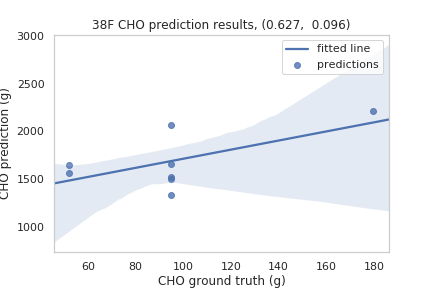 38F CHO prediction results, (0.627, 0.096)
fitted line
predictions
3000
2500
2000
1500
1000
CHO prediction (g)
60 80 100 120 140 160 180
CHO ground truth (g)